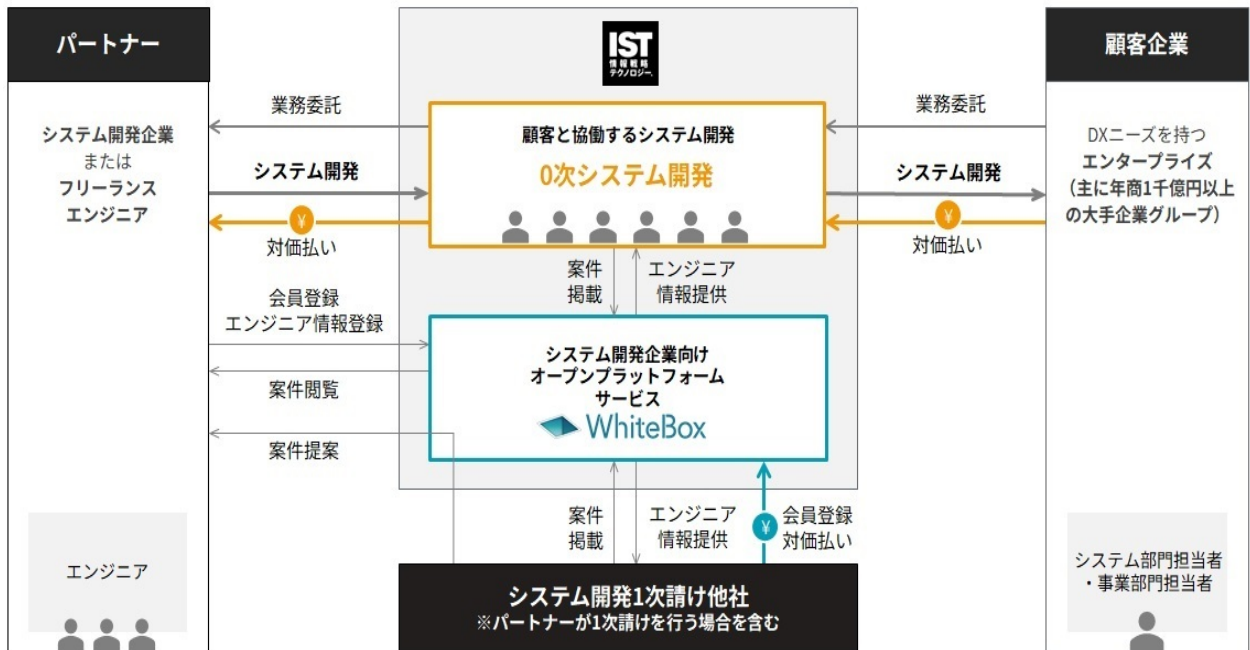 パートナー
システム開発企業
または
フリーランス
エンジニア
エンジニア
業務委託
システム開発
¥
対価払い
会員登録
エンジニア情報登録
案件閲覧
案件提案
IST
情報戦略
テクノロジー.
顧客と協働するシステム開発
0次システム開発
案件
掲載
エンジニア
情報提供
システム開発企業向け
オープンプラットフォーム
サービス
WhiteBox
案件
掲載
エンジニア
情報提供
¥
会員登録
対価払い
システム開発1次請け他社
※パートナーが1次請けを行う場合を含む
業務委託
システム開発
¥
対価払い
顧客企業
DXニーズを持つ
エンタープライズ
（主に年商1千億円以上
の大手企業グループ）
システム部門担当者
・事業部門担当者